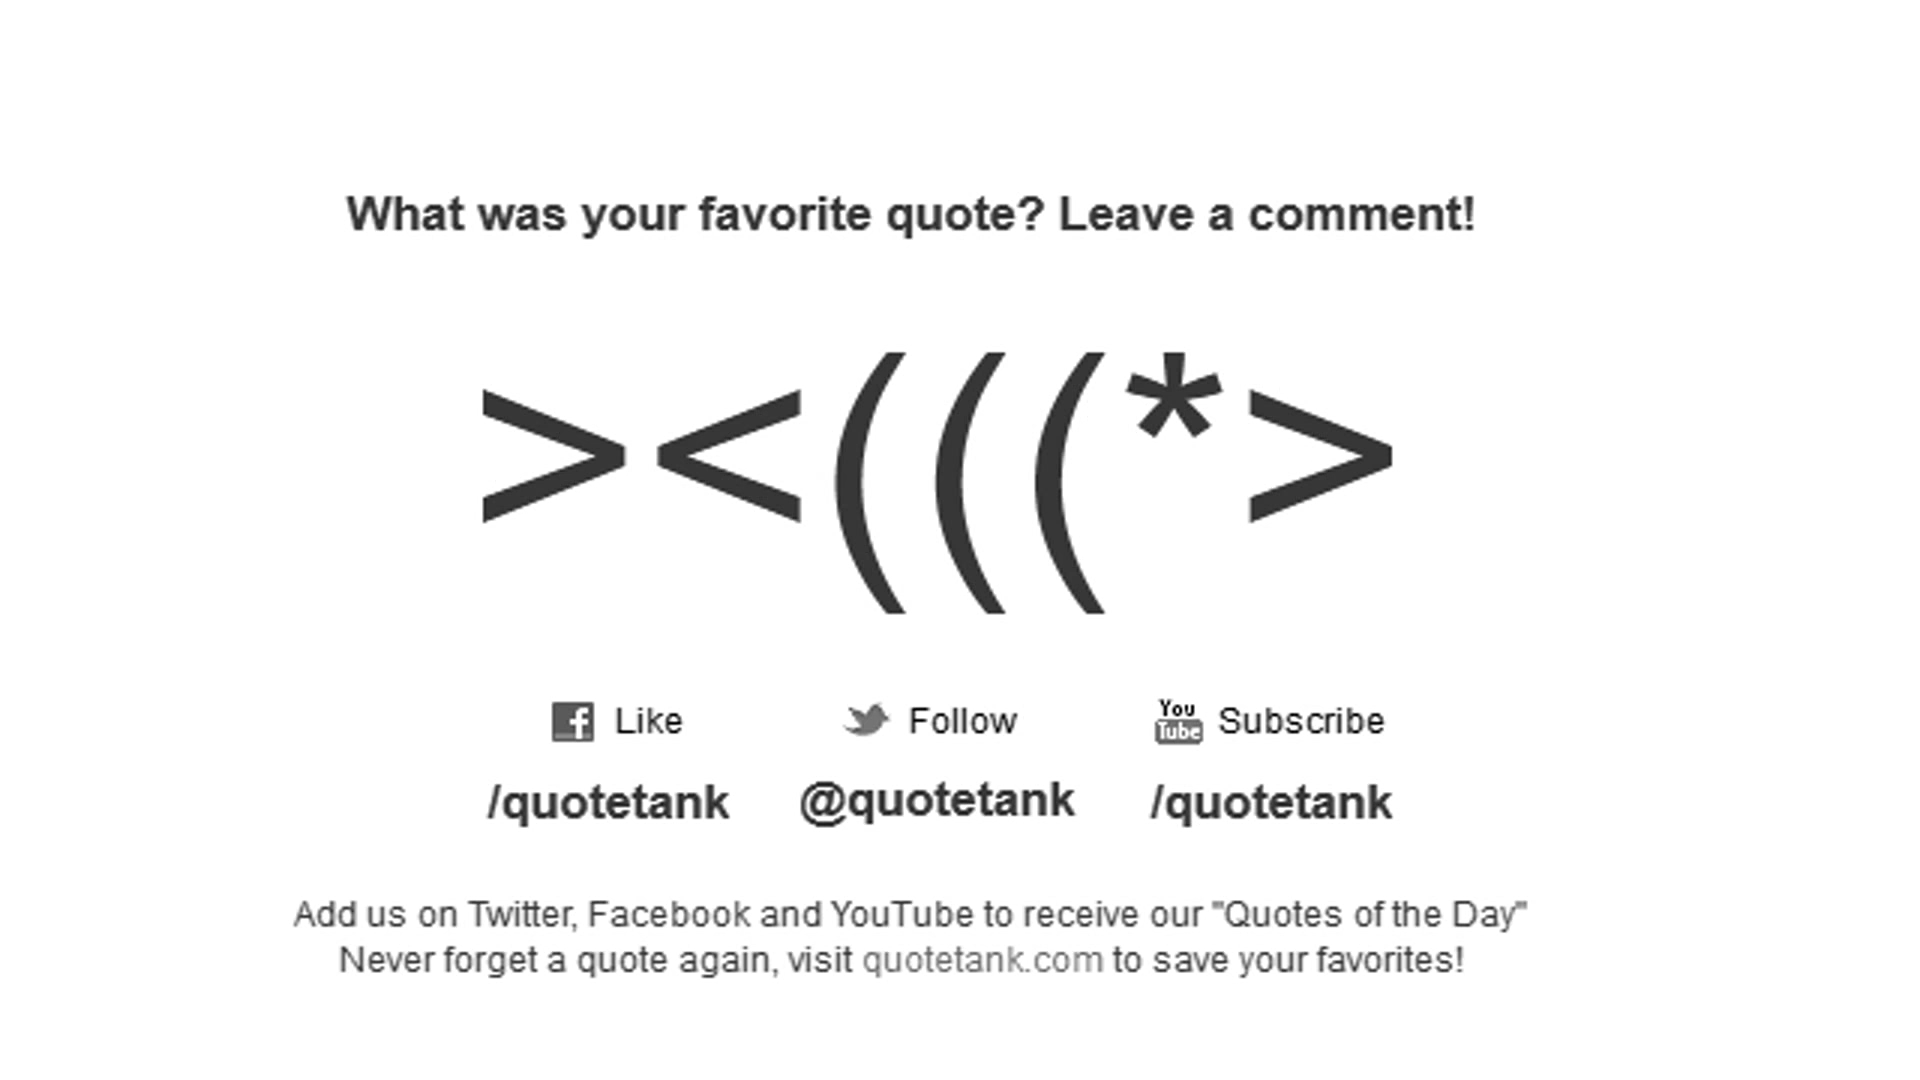 What was your favorite quote? Leave a comment!
><(((*>
f Like Follow You Tube Subscribe
/quotetank @quotetank /quotetank
Add us on Twitter, Facebook and YouTube to receive our "Quotes of the Day"
Never forget a quote again, visit quotetank.com to save your favorites!